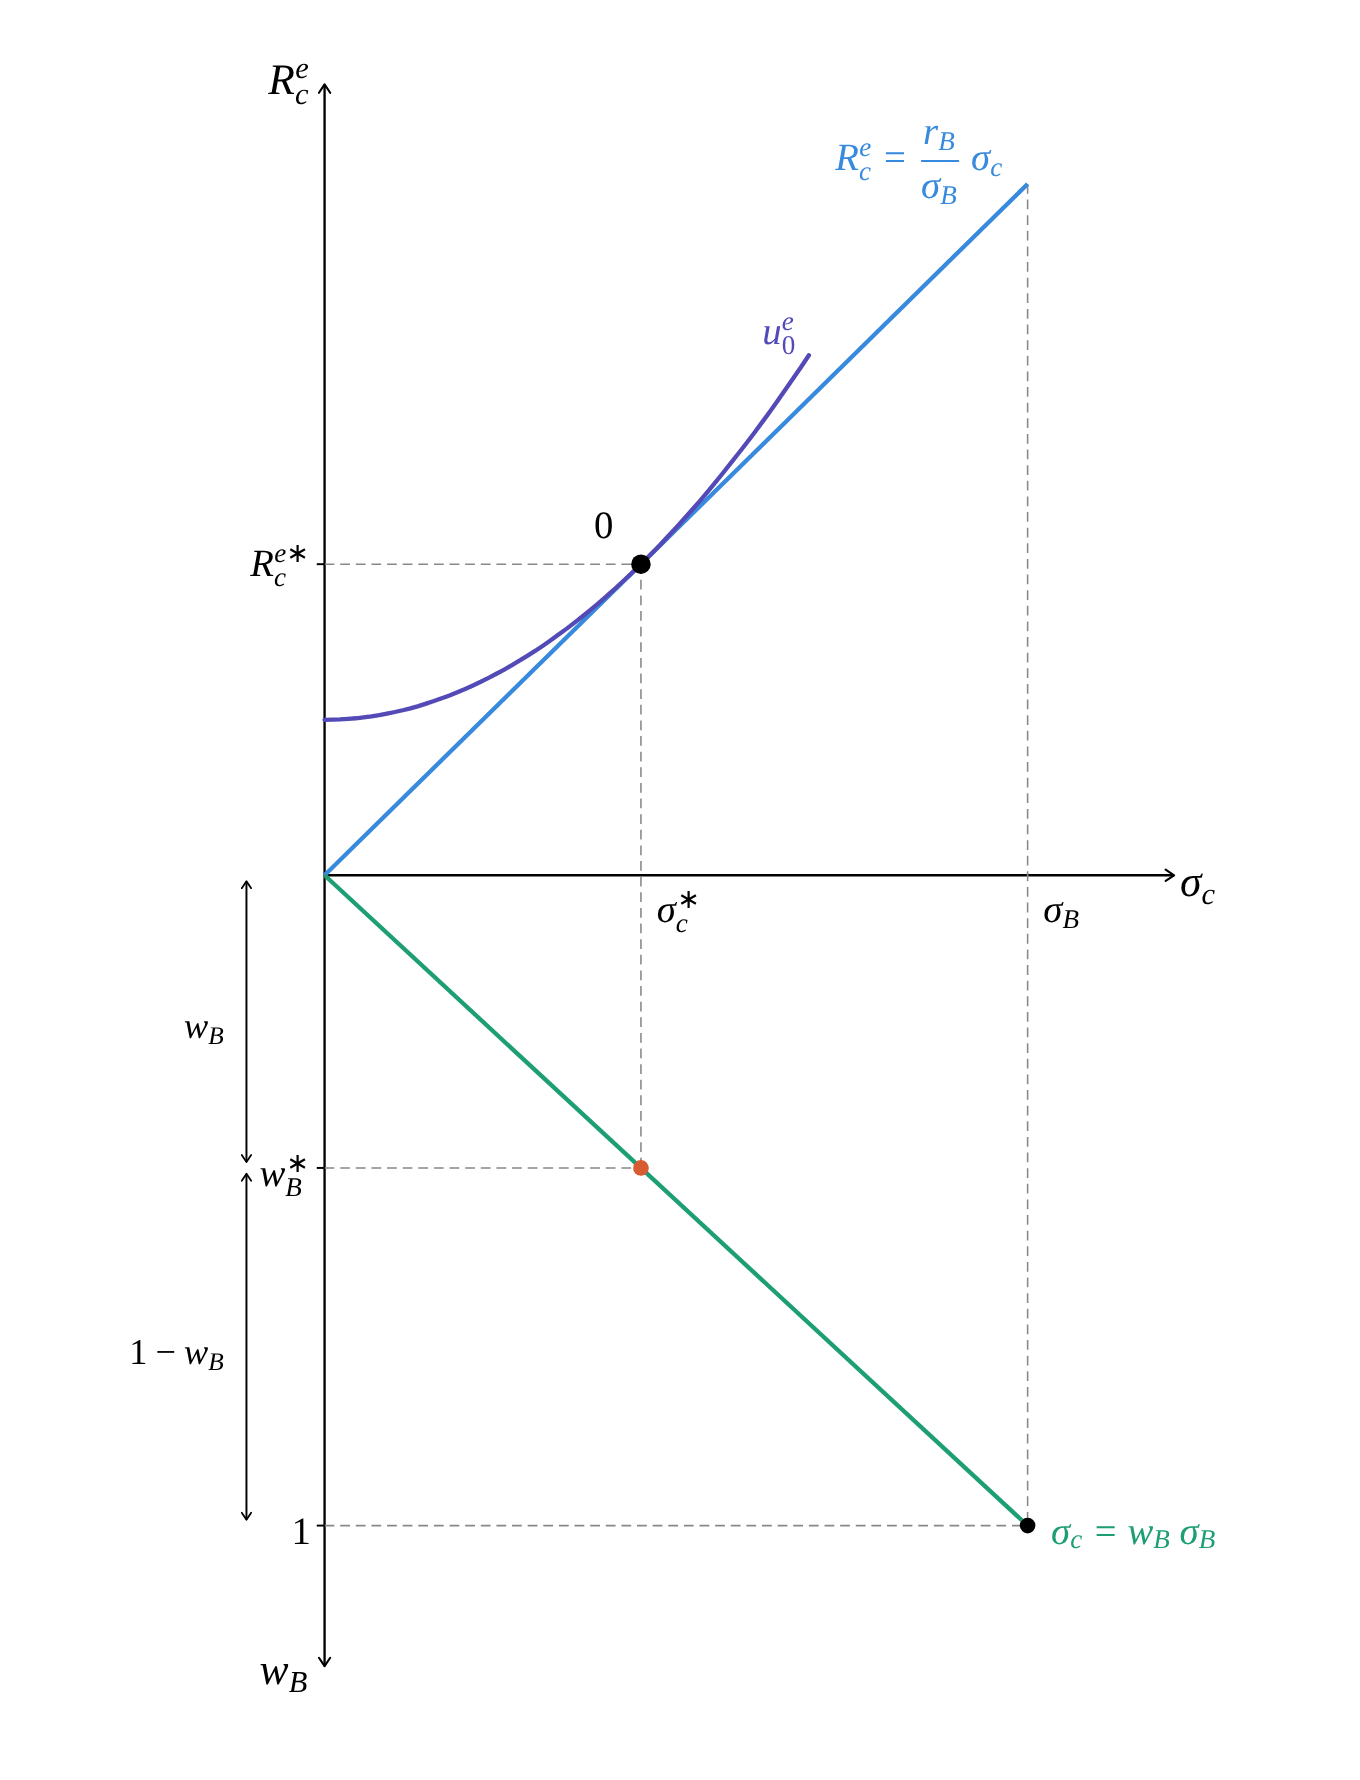 R_c^e
R_c^e = r_B/σ_B σ_c
u_0^e
0
R_c^{e*}
σ_c
σ_c^*
σ_B
w_B
w_B^*
1 − w_B
1
σ_c = w_B σ_B
w_B